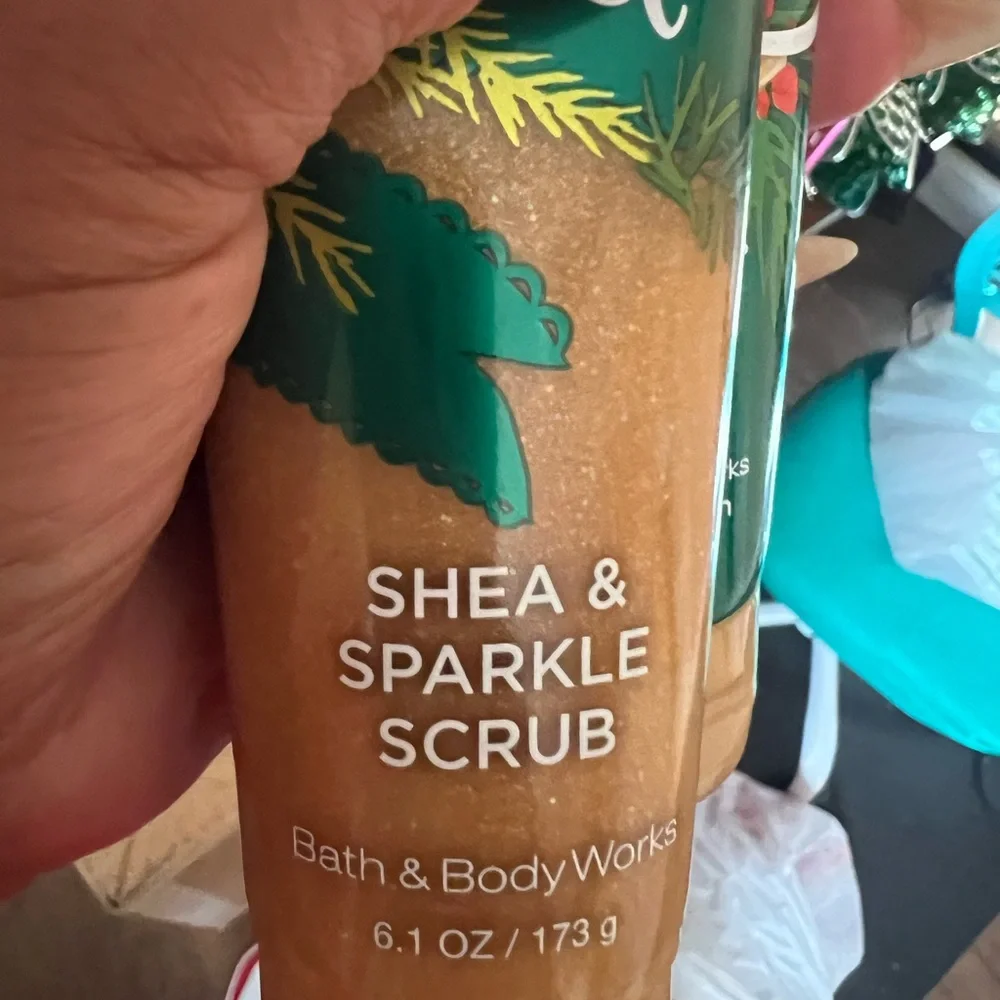 SHEA &
SPARKLE
SCRUB
Bath & Body Works
6.1 OZ / 173 g